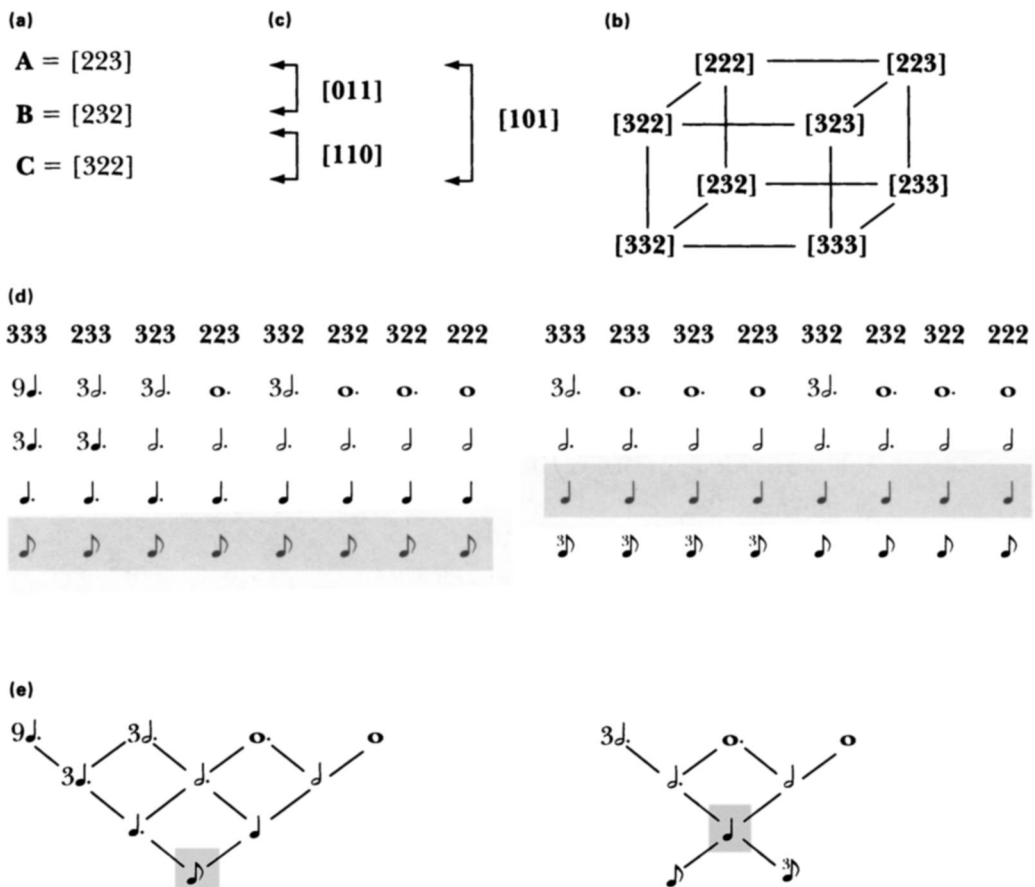 (a)
A = [223]
B = [232]
C = [322]
(c)
[011]
[110]
[101]
(b)
[222] [223]
[322] [323]
[232] [233]
[332] [333]
(d)
333 233 323 223 332 232 322 222
9 3 3 3
3 3
333 233 323 223 332 232 322 222
3 3
3 3 3 3
(e)
9 3
3
3
3